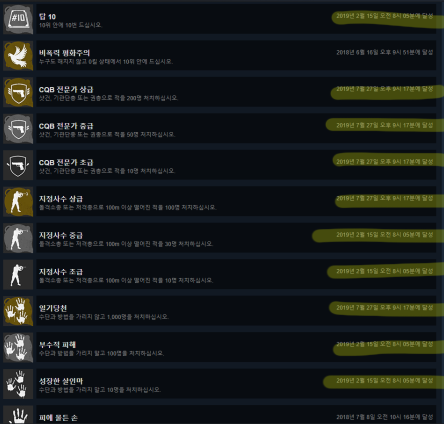 #10
톱 10
10위 안에 10번 드십시오.
2019년 2월 15일 오전 8시 05분에 달성
비폭력 평화주의
누구도 해치지 않고 0킬 상태에서 10위 안에 드십시오.
2018년 6월 16일 오후 9시 51분에 달성
CQB 전문가 상급
샷건, 기관단총 또는 권총으로 적을 200명 처치하십시오.
2019년 7월 27일 오후 9시 17분에 달성
CQB 전문가 중급
샷건, 기관단총 또는 권총으로 적을 50명 처치하십시오.
2019년 7월 27일 오후 9시 17분에 달성
CQB 전문가 초급
샷건, 기관단총 또는 권총으로 적을 10명 처치하십시오.
2019년 7월 27일 오후 9시 17분에 달성
지정사수 상급
돌격소총 또는 저격총으로 100m 이상 떨어진 적을 100명 처치하십시오.
2019년 7월 27일 오후 9시 17분에 달성
지정사수 중급
돌격소총 또는 저격총으로 100m 이상 떨어진 적을 30명 처치하십시오.
2019년 2월 15일 오전 8시 05분에 달성
지정사수 초급
돌격소총 또는 저격총으로 100m 이상 떨어진 적을 10명 처치하십시오.
2019년 2월 15일 오전 8시 05분에 달성
일기당천
수단과 방법을 가리지 말고 1,000명을 처치하십시오.
2019년 7월 27일 오후 9시 17분에 달성
부수적 피해
수단과 방법을 가리지 말고 100명을 처치하십시오.
2019년 2월 15일 오전 8시 05분에 달성
성장한 살인마
수단과 방법을 가리지 말고 10명을 처치하십시오.
2019년 2월 15일 오전 8시 05분에 달성
피에 물든 손
2018년 7월 8일 오전 10시 16분에 달성